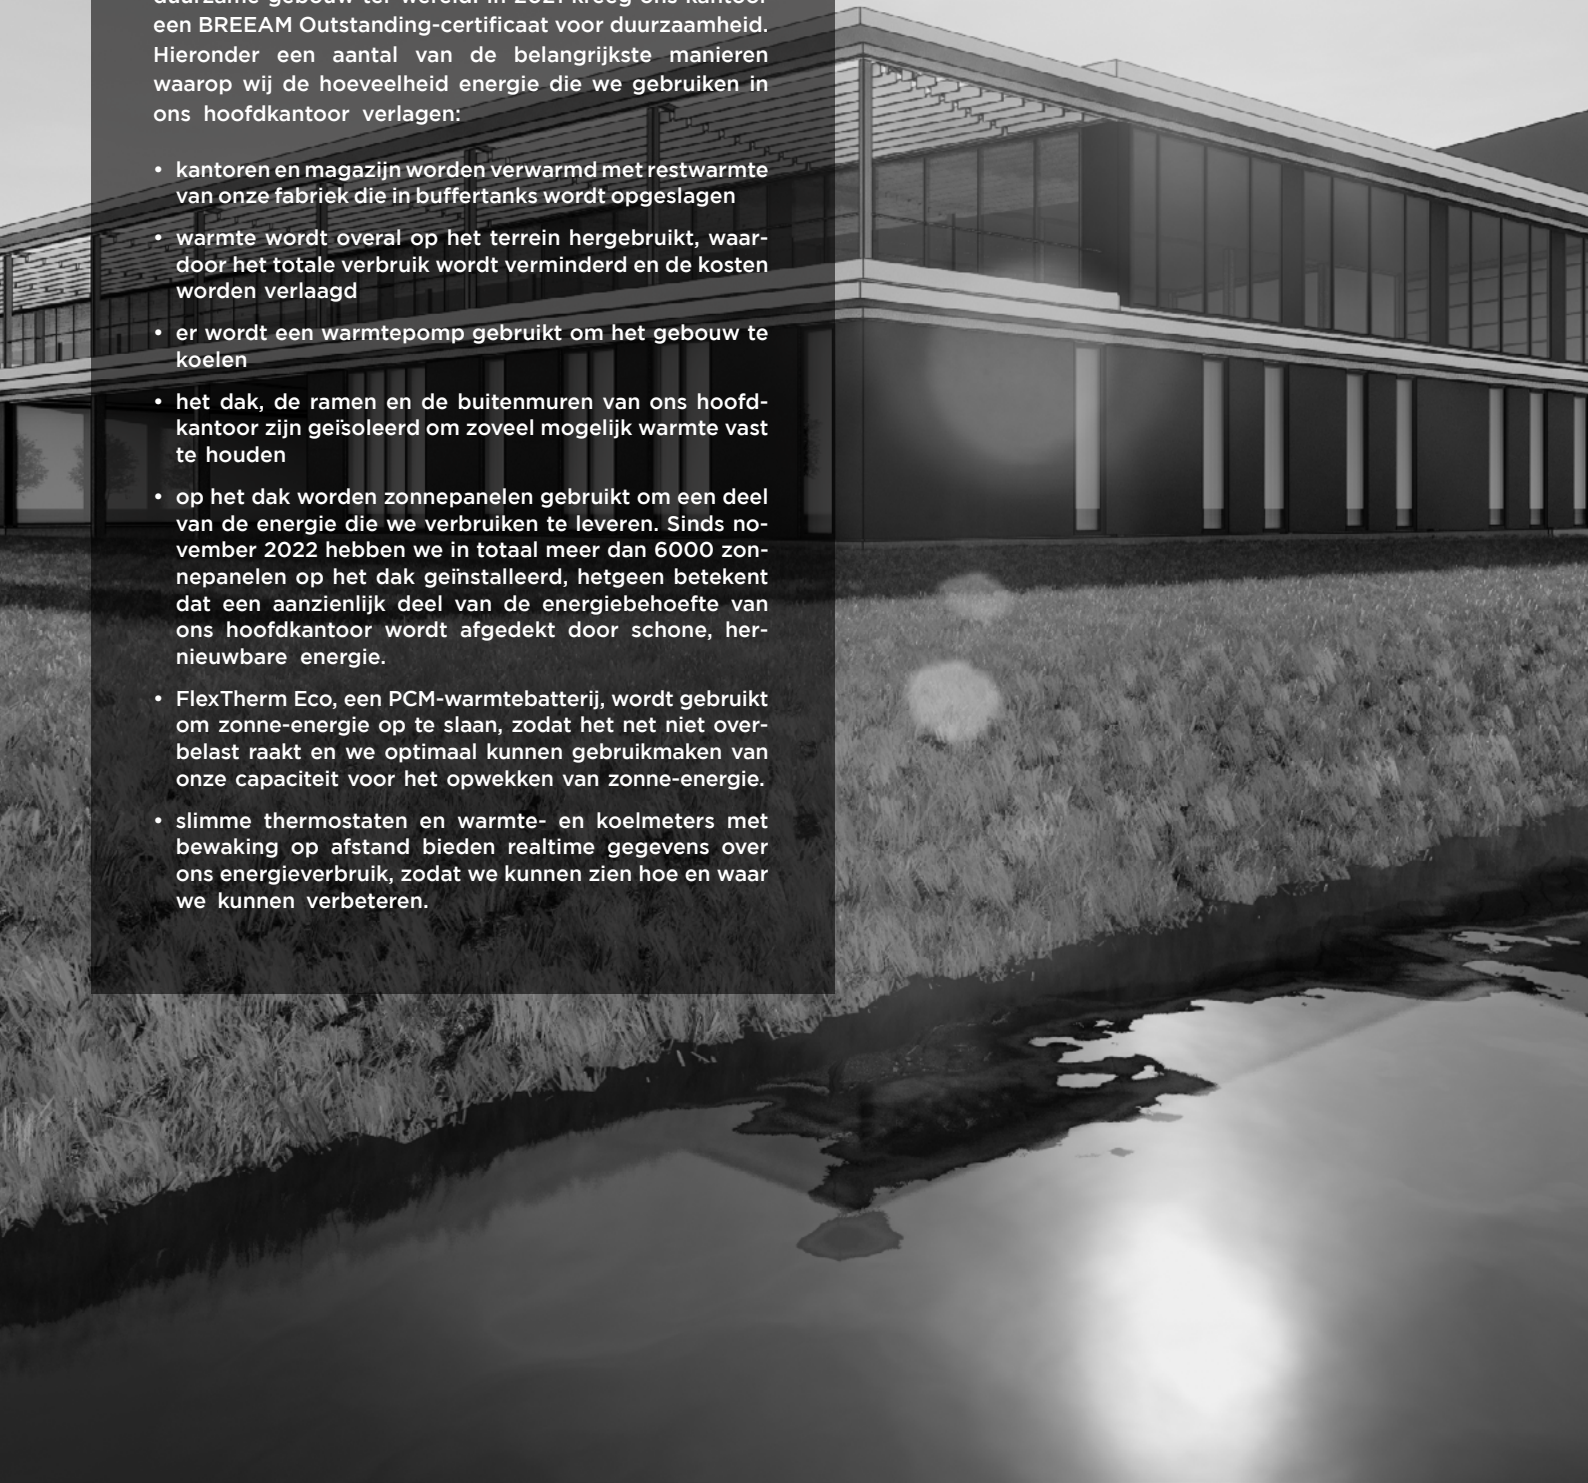 duurzame gebouw ter wereld. In 2021 kreeg ons kantoor
een BREEAM Outstanding-certificaat voor duurzaamheid.
Hieronder een aantal van de belangrijkste manieren
waarop wij de hoeveelheid energie die we gebruiken in
ons hoofdkantoor verlagen:
• kantoren en magazijn worden verwarmd met restwarmte
van onze fabriek die in buffertanks wordt opgeslagen
• warmte wordt overal op het terrein hergebruikt, waar-
door het totale verbruik wordt verminderd en de kosten
worden verlaagd
• er wordt een warmtepomp gebruikt om het gebouw te
koelen
• het dak, de ramen en de buitenmuren van ons hoofd-
kantoor zijn geïsoleerd om zoveel mogelijk warmte vast
te houden
• op het dak worden zonnepanelen gebruikt om een deel
van de energie die we verbruiken te leveren. Sinds no-
vember 2022 hebben we in totaal meer dan 6000 zon-
nepanelen op het dak geïnstalleerd, hetgeen betekent
dat een aanzienlijk deel van de energiebehoefte van
ons hoofdkantoor wordt afgedekt door schone, her-
nieuwbare energie.
• FlexTherm Eco, een PCM-warmtebatterij, wordt gebruikt
om zonne-energie op te slaan, zodat het net niet over-
belast raakt en we optimaal kunnen gebruikmaken van
onze capaciteit voor het opwekken van zonne-energie.
• slimme thermostaten en warmte- en koelmeters met
bewaking op afstand bieden realtime gegevens over
ons energieverbruik, zodat we kunnen zien hoe en waar
we kunnen verbeteren.